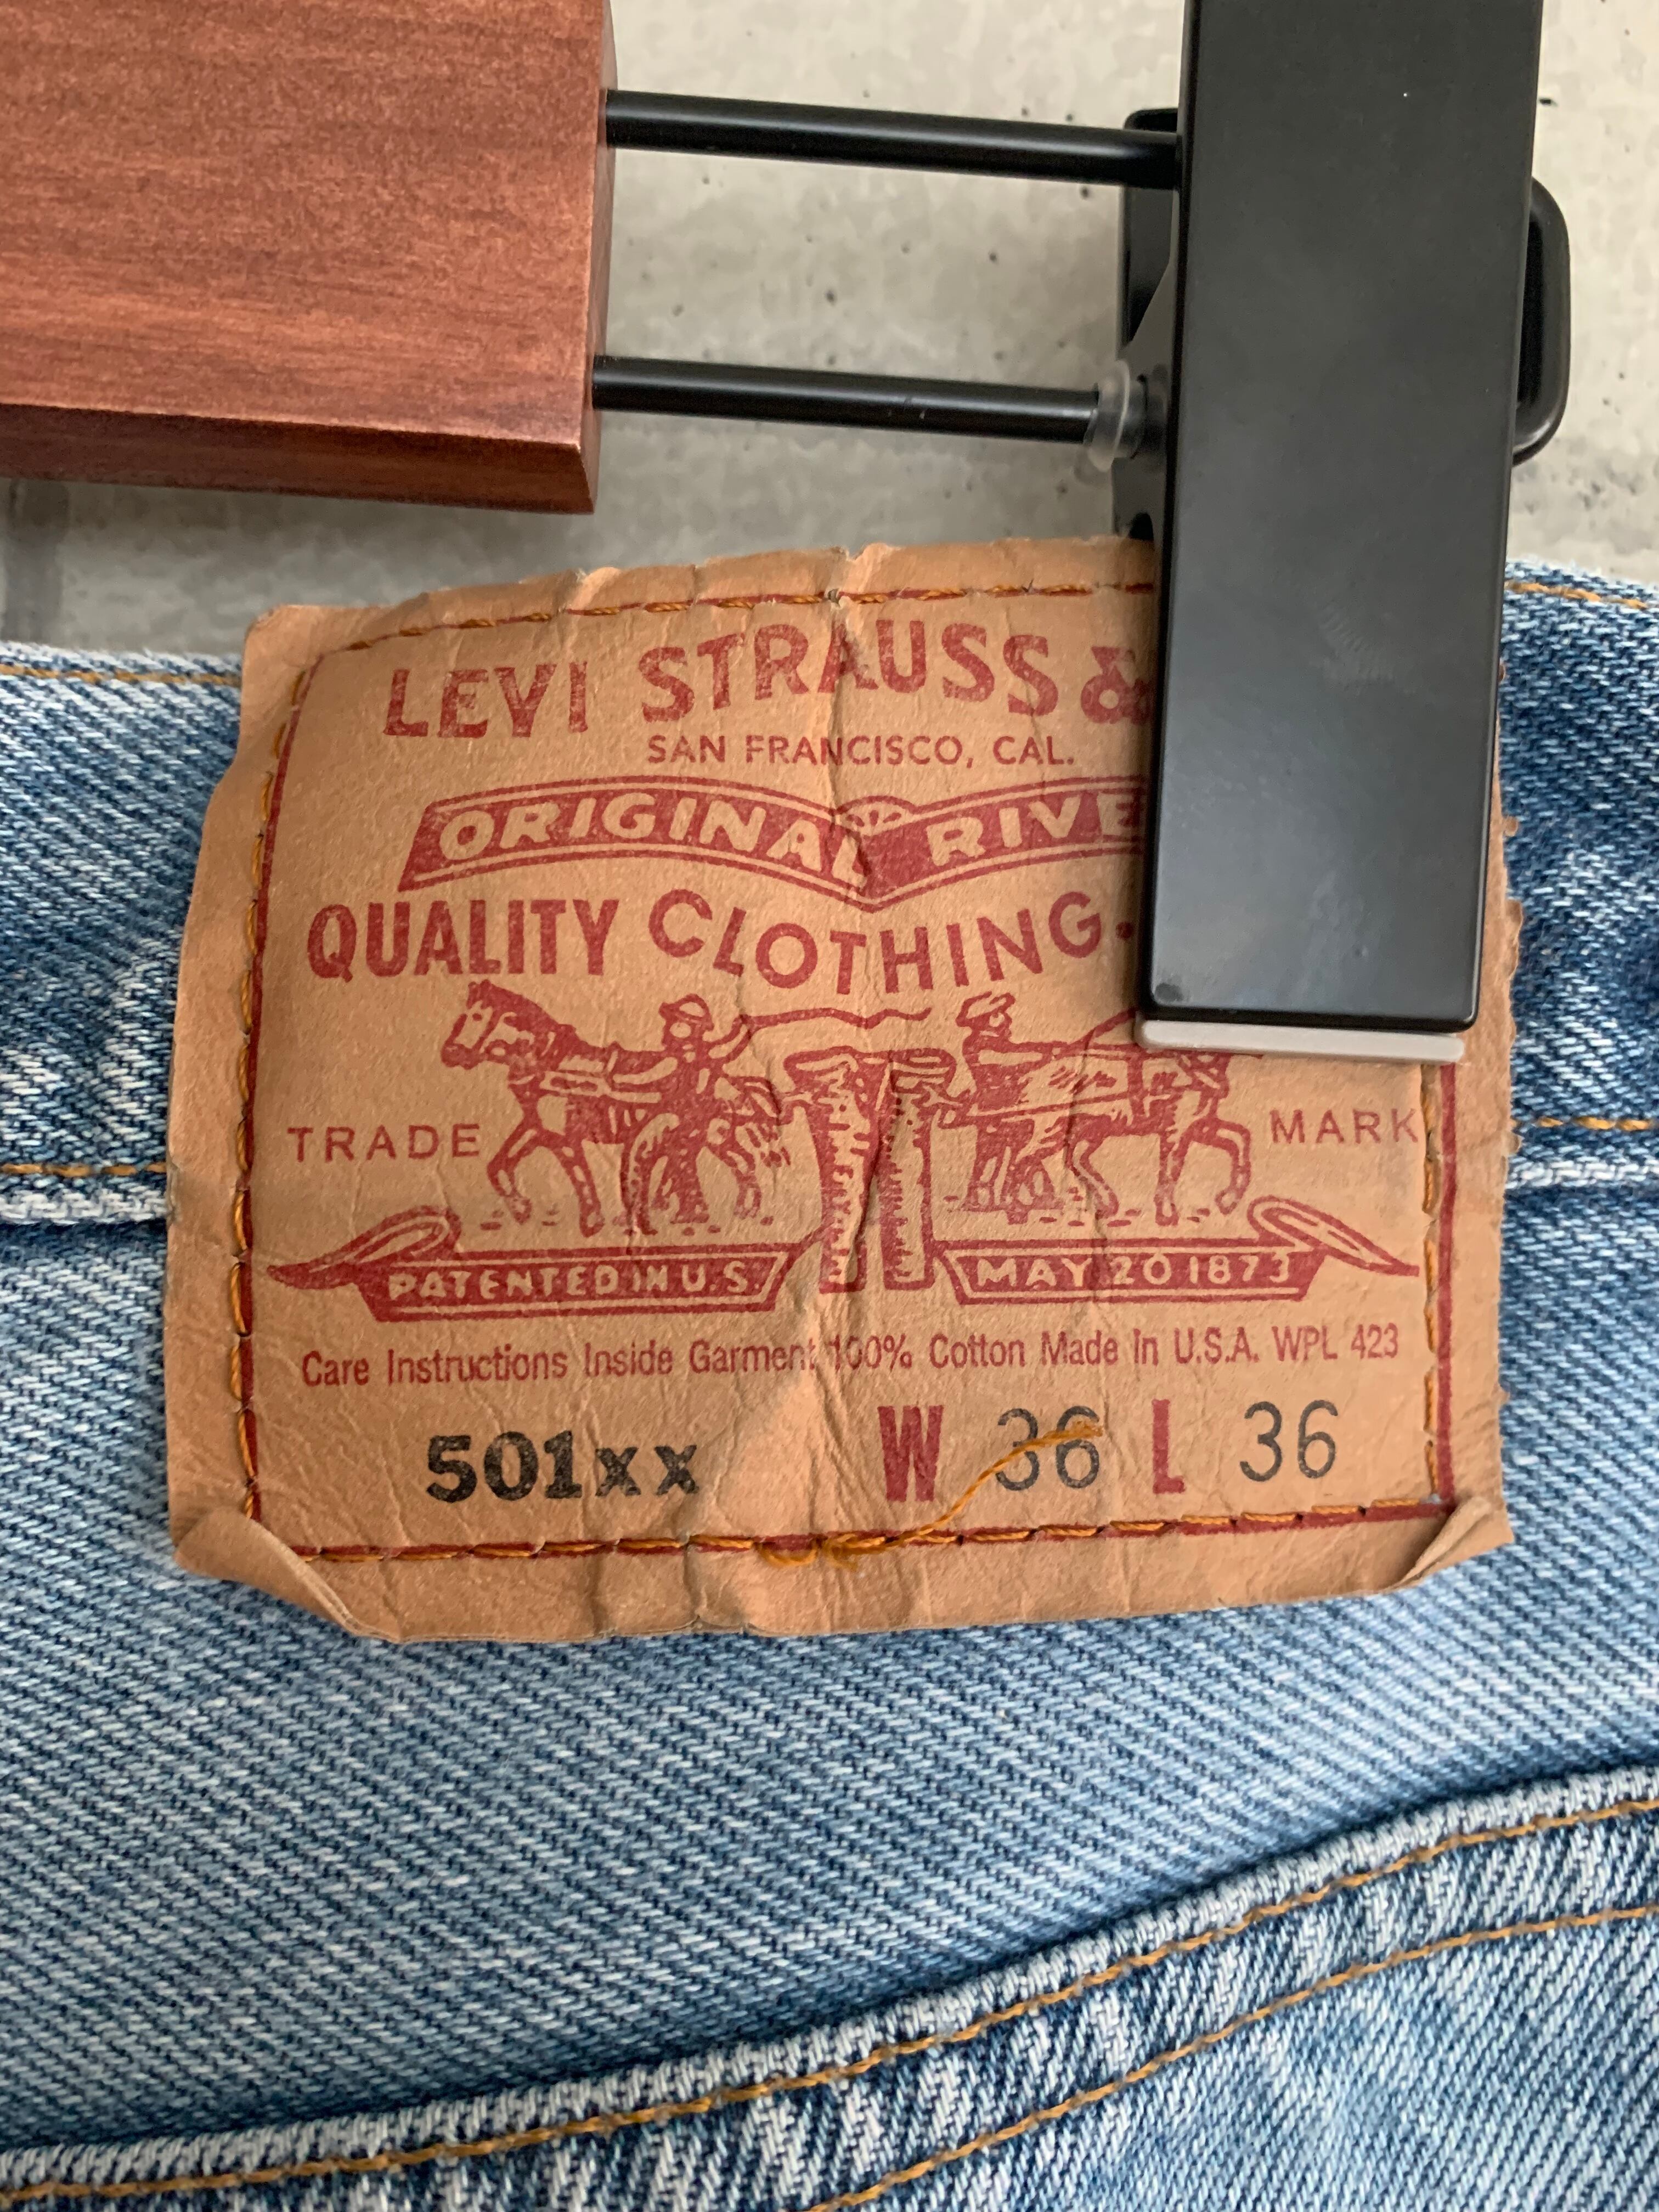 LEVI STRAUSS &
SAN FRANCISCO, CAL.
ORIGINAL RIVE
QUALITY CLOTHING.
TRADE MARK
PATENTED IN U.S. MAY 20 1873
Care Instructions Inside Garment 100% Cotton Made In U.S.A. WPL 423
501xx W 36 L 36